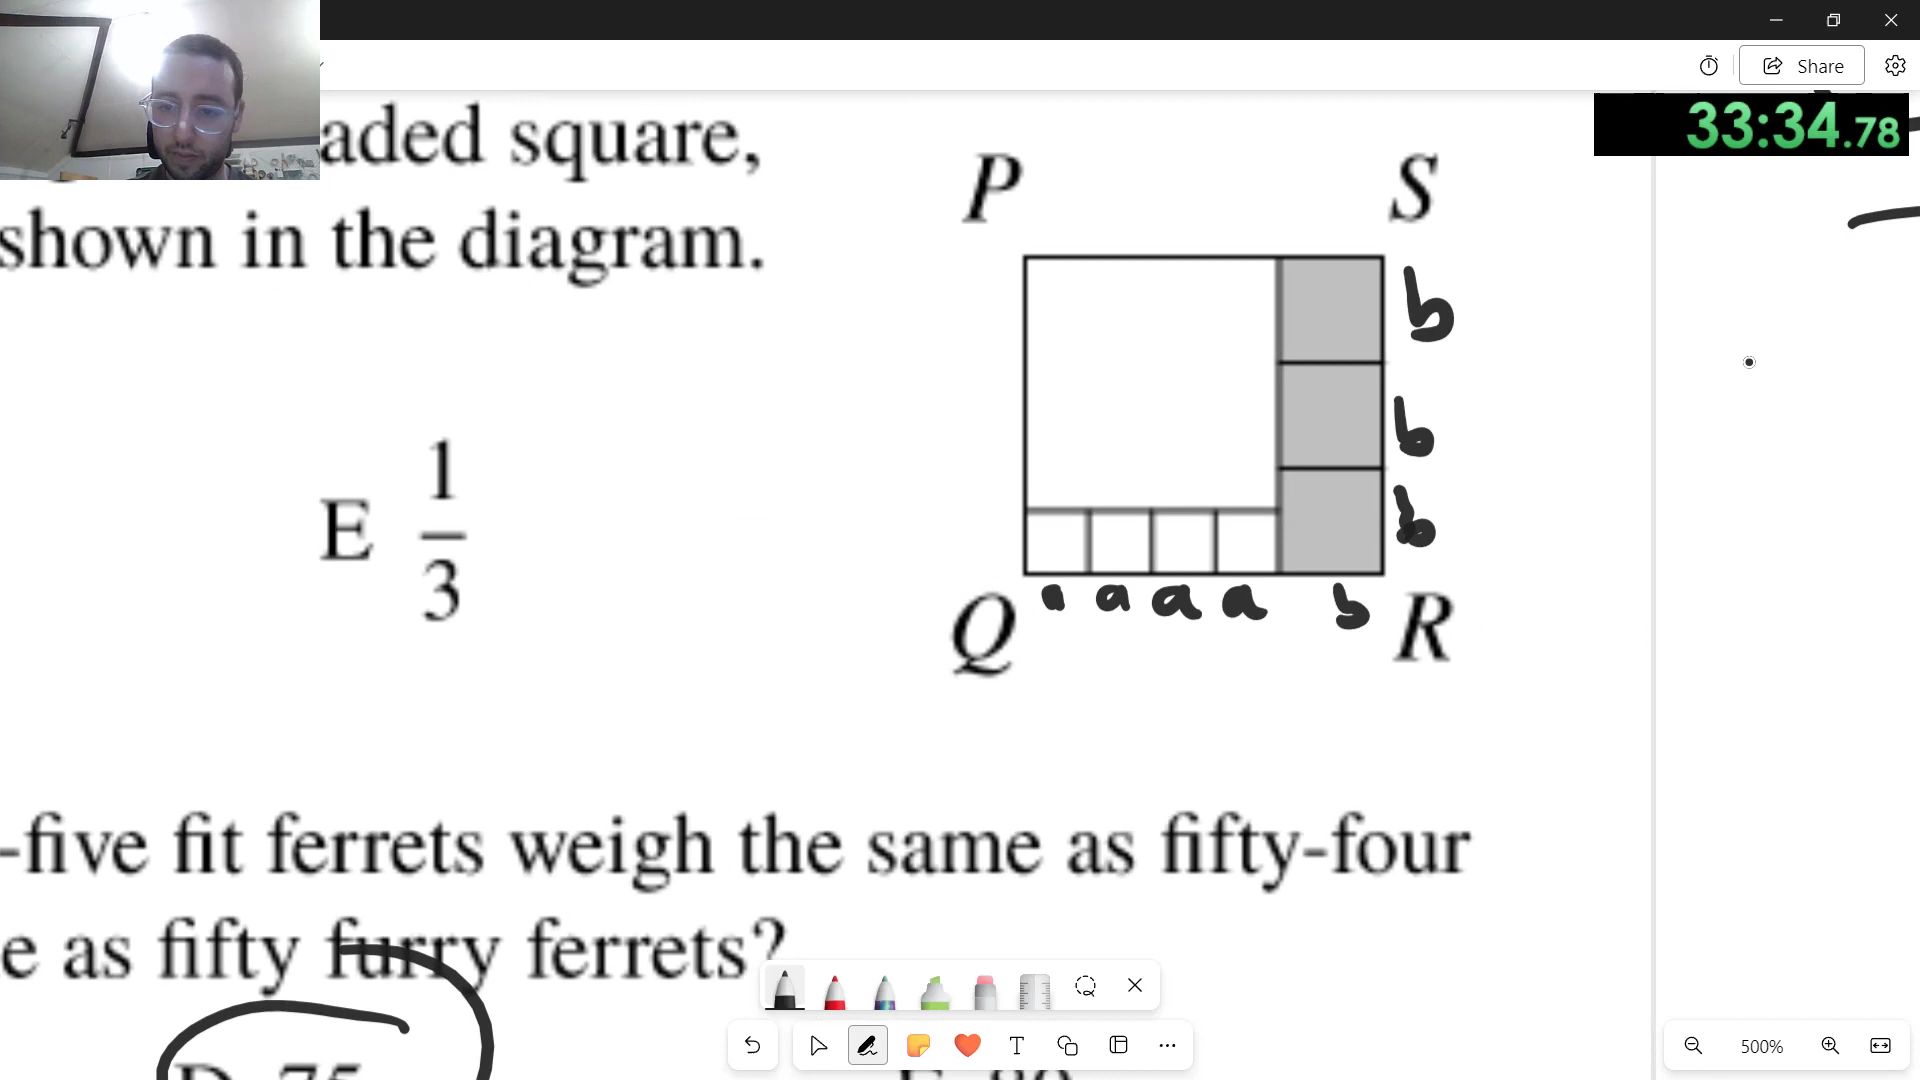 Share
33:34.78
aded square,
shown in the diagram.
P
S
b
b
b
E 1
3
a a a a b
Q
R
-five fit ferrets weigh the same as fifty-four
e as fifty furry ferrets?
D 75
T
500%